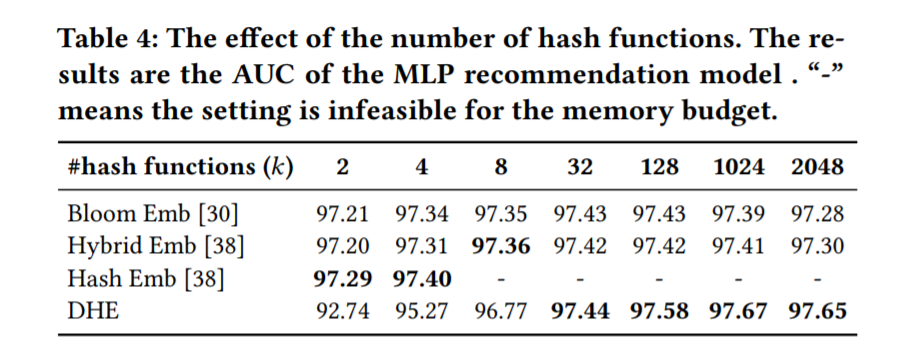 Table 4: The effect of the number of hash functions. The re-
sults are the AUC of the MLP recommendation model . “-”
means the setting is infeasible for the memory budget.
#hash functions (k) 2 4 8 32 128 1024 2048
Bloom Emb [30] 97.21 97.34 97.35 97.43 97.43 97.39 97.28
Hybrid Emb [38] 97.20 97.31 97.36 97.42 97.42 97.41 97.30
Hash Emb [38] 97.29 97.40 - - - - -
DHE 92.74 95.27 96.77 97.44 97.58 97.67 97.65